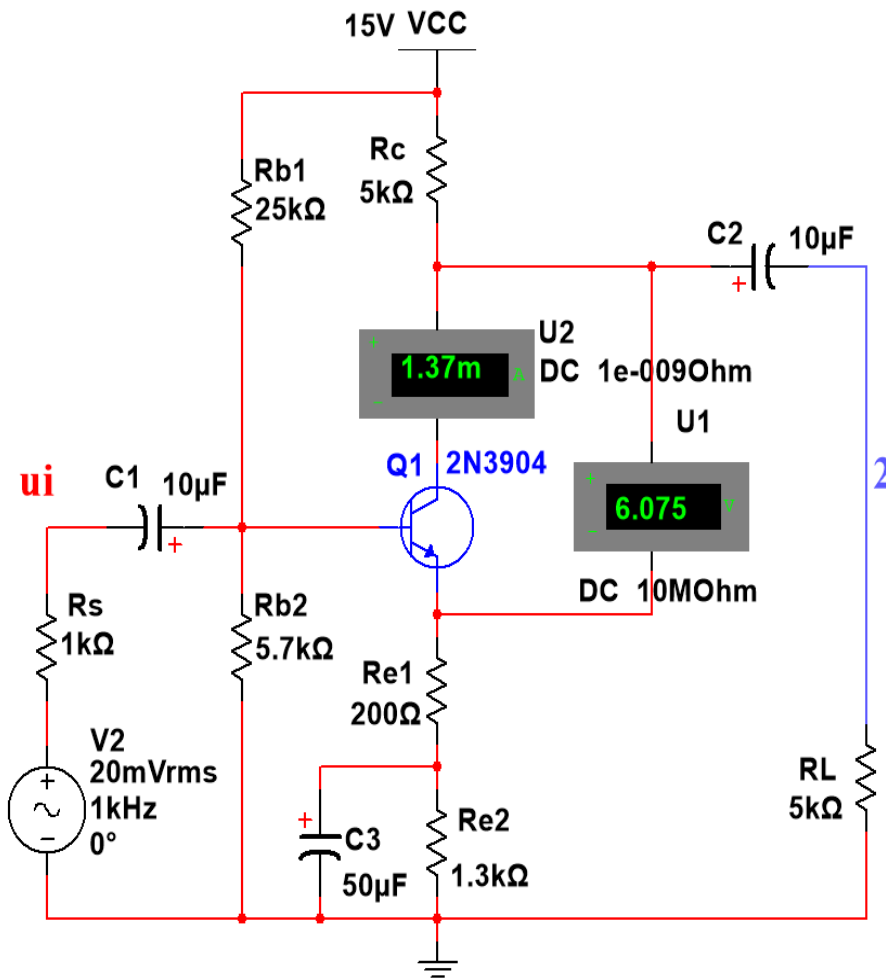 15V VCC
Rc
5kΩ
Rb1
25kΩ
C2
10µF
+
U2
+
1.37m A
−
DC 1e-009Ohm
U1
Q1 2N3904
2
ui
C1
10µF
+
+
6.075 V
−
DC 10MOhm
Rs
1kΩ
Rb2
5.7kΩ
Re1
200Ω
V2
20mVrms
1kHz
0°
+
−
RL
5kΩ
+
C3
50µF
Re2
1.3kΩ